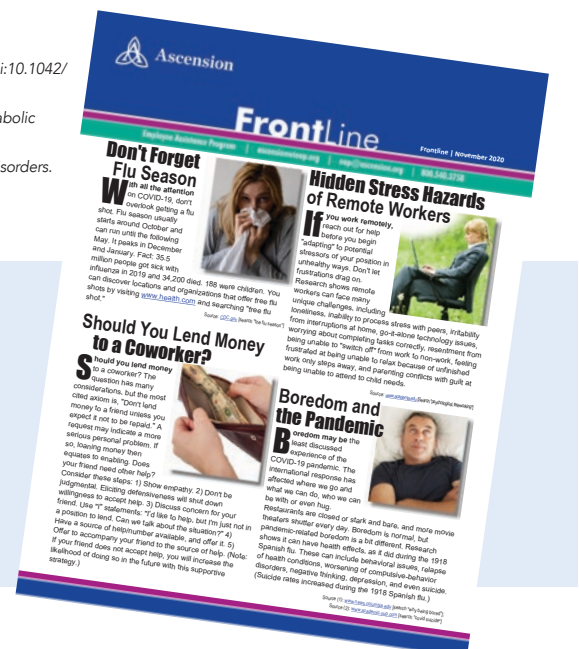 i:10.1042/
abolic
isorders.
Ascension
FrontLine
Frontline | November 2020
Employee Assistance Program | ascensionwieap.org | eap@ascension.org | 800.540.3758
Don't Forget
Flu Season
With all the attention
on COVID-19, don't
overlook getting a flu
shot. Flu season usually
starts around October and
can run until the following
May. It peaks in December
and January. Fact: 35.5
million people got sick with
influenza in 2019 and 34,200 died. 188 were children. You
can discover locations and organizations that offer free flu
shots by visiting www.health.com and searching "free flu
shot."
Source: CDC.gov
Should You Lend Money
to a Coworker?
Should you lend money
to a coworker? The
question has many
considerations, but the most
cited axiom is, "Don't lend
money to a friend unless you
expect it not to be repaid." A
request may indicate a more
serious personal problem. If
so, loaning money then
equates to enabling. Does
your friend need other help?
Consider these steps: 1) Show empathy. 2) Don't be
judgmental. Eliciting defensiveness will shut down
willingness to accept help. 3) Discuss concern for your
friend. Use "I" statements: "I'd like to help, but I'm just not in
a position to lend. Can we talk about the situation?" 4)
Have a source of help/number available, and offer it. 5)
Offer to accompany your friend to the source of help. (Note:
If your friend does not accept help, you will increase the
likelihood of doing so in the future with this supportive
strategy.)
Hidden Stress Hazards
of Remote Workers
If you work remotely,
reach out for help
before you begin
"adapting" to potential
stressors of your position in
unhealthy ways. Don't let
frustrations drag on.
Research shows remote
workers can face many
unique challenges, including
loneliness, inability to process stress with peers, irritability
from interruptions at home, go-it-alone technology issues,
worrying about completing tasks correctly, resentment from
being unable to "switch off" from work to non-work, feeling
frustrated at being unable to relax because of unfinished
work only steps away, and parenting conflicts with guilt at
being unable to attend to child needs.
Source:
Boredom and
the Pandemic
Boredom may be the
least discussed
experience of the
COVID-19 pandemic. The
international response has
affected where we go and
what we can do, who we can
be with or even hug.
Restaurants are closed or stark and bare, and more movie
theaters shutter every day. Boredom is normal, but
pandemic-related boredom is a bit different. Research
shows it can have health effects, as it did during the 1918
Spanish flu. These can include behavioral issues, relapse
of health conditions, worsening of compulsive-behavior
disorders, negative thinking, depression, and even suicide.
(Suicide rates increased during the 1918 Spanish flu.)
Source (1):
Source (2):